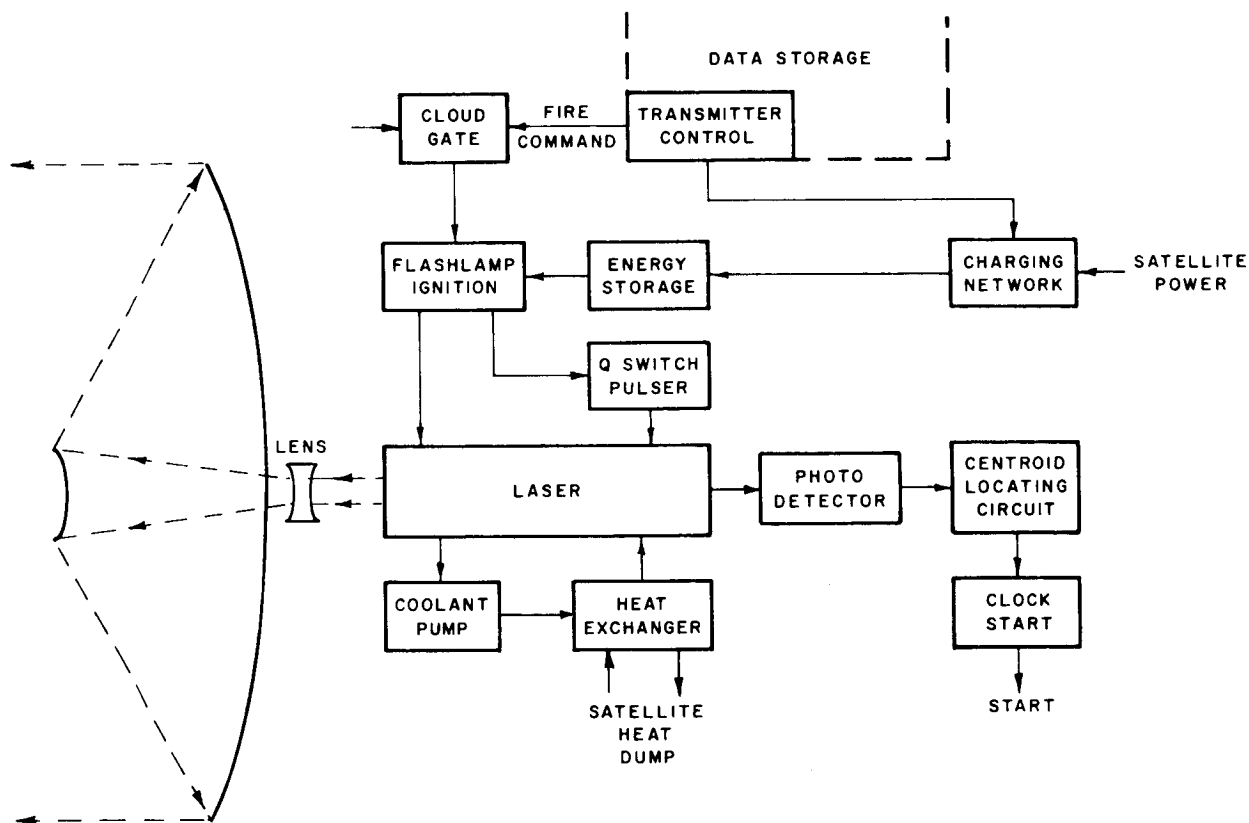 DATA STORAGE
CLOUD
GATE
FIRE
COMMAND
TRANSMITTER
CONTROL
FLASHLAMP
IGNITION
ENERGY
STORAGE
CHARGING
NETWORK
SATELLITE
POWER
Q SWITCH
PULSER
LENS
LASER
PHOTO
DETECTOR
CENTROID
LOCATING
CIRCUIT
COOLANT
PUMP
HEAT
EXCHANGER
CLOCK
START
SATELLITE
HEAT
DUMP
START